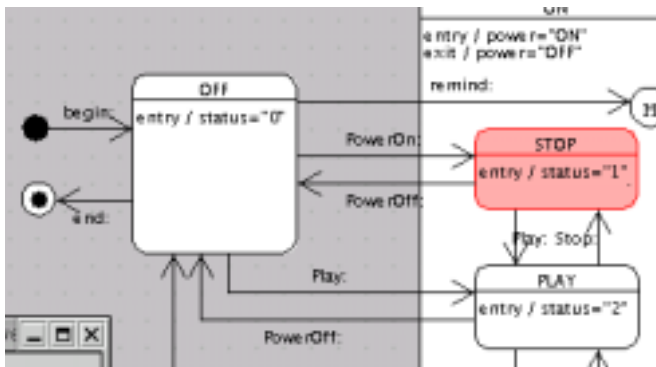 ON
entry / power="ON"
exit / power="OFF"
OFF
remind:
begin:
entry / status="0"
H
PowerOn:
STOP
entry / status="1"
PowerOff:
end:
Play: Stop:
Play:
PLAY
entry / status="2"
PowerOff: